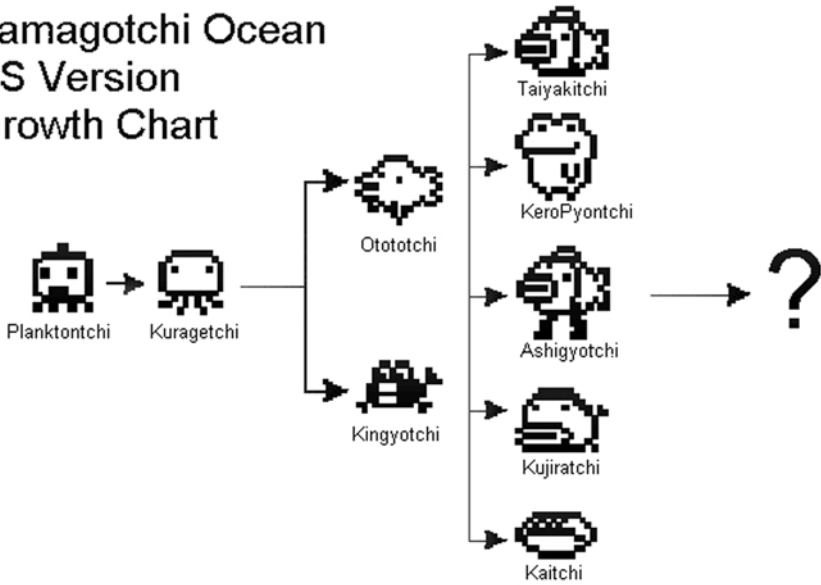 amagotchi Ocean
S Version
rowth Chart
Taiyakitchi
KeroPyontchi
Otototchi
Planktontchi
Kuragetchi
Ashigyotchi
?
Kingyotchi
Kujiratchi
Kaitchi